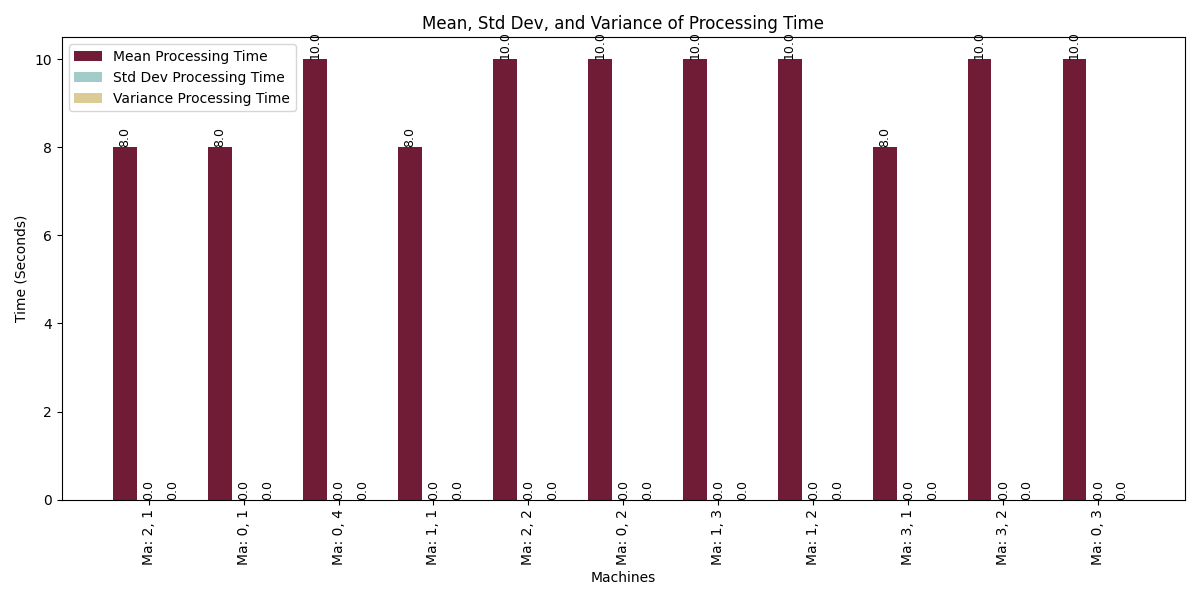 Mean, Std Dev, and Variance of Processing Time
Mean Processing Time
Std Dev Processing Time
Variance Processing Time
Time (Seconds)
10
8
6
4
2
0
8.0
0.0
0.0
8.0
0.0
0.0
10.0
0.0
0.0
8.0
0.0
0.0
10.0
0.0
0.0
10.0
0.0
0.0
10.0
0.0
0.0
10.0
0.0
0.0
8.0
0.0
0.0
10.0
0.0
0.0
10.0
0.0
0.0
Ma: 2, 1
Ma: 0, 1
Ma: 0, 4
Ma: 1, 1
Ma: 2, 2
Ma: 0, 2
Ma: 1, 3
Ma: 1, 2
Ma: 3, 1
Ma: 3, 2
Ma: 0, 3
Machines